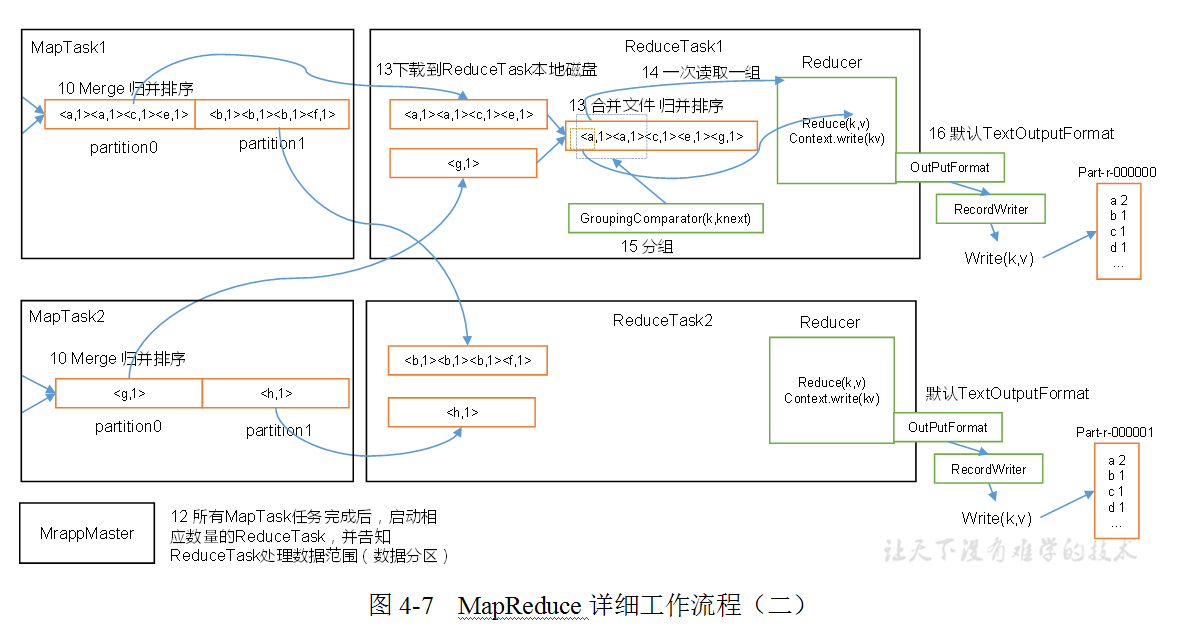 MapTask1
10 Merge 归并排序
<a,1><a,1><c,1><e,1>
<b,1><b,1><b,1><f,1>
partition0
partition1
ReduceTask1
13下载到ReduceTask本地磁盘
<a,1><a,1><c,1><e,1>
<g,1>
14 一次读取一组
13 合并文件 归并排序
<a,1><a,1><c,1><e,1><g,1>
GroupingComparator(k,knext)
15 分组
Reducer
Reduce(k,v)
Context.write(kv)
16 默认TextOutputFormat
OutPutFormat
RecordWriter
Write(k,v)
Part-r-000000
a 2
b 1
c 1
d 1
...
MapTask2
10 Merge 归并排序
<g,1>
<h,1>
partition0
partition1
ReduceTask2
<b,1><b,1><b,1><f,1>
<h,1>
Reducer
Reduce(k,v)
Context.write(kv)
默认TextOutputFormat
OutPutFormat
RecordWriter
Write(k,v)
Part-r-000001
a 2
b 1
c 1
d 1
...
MrappMaster
12 所有MapTask任务完成后，启动相
应数量的ReduceTask，并告知
ReduceTask处理数据范围（数据分区）
让天下没有难学的技术
图 4-7 MapReduce 详细工作流程（二）